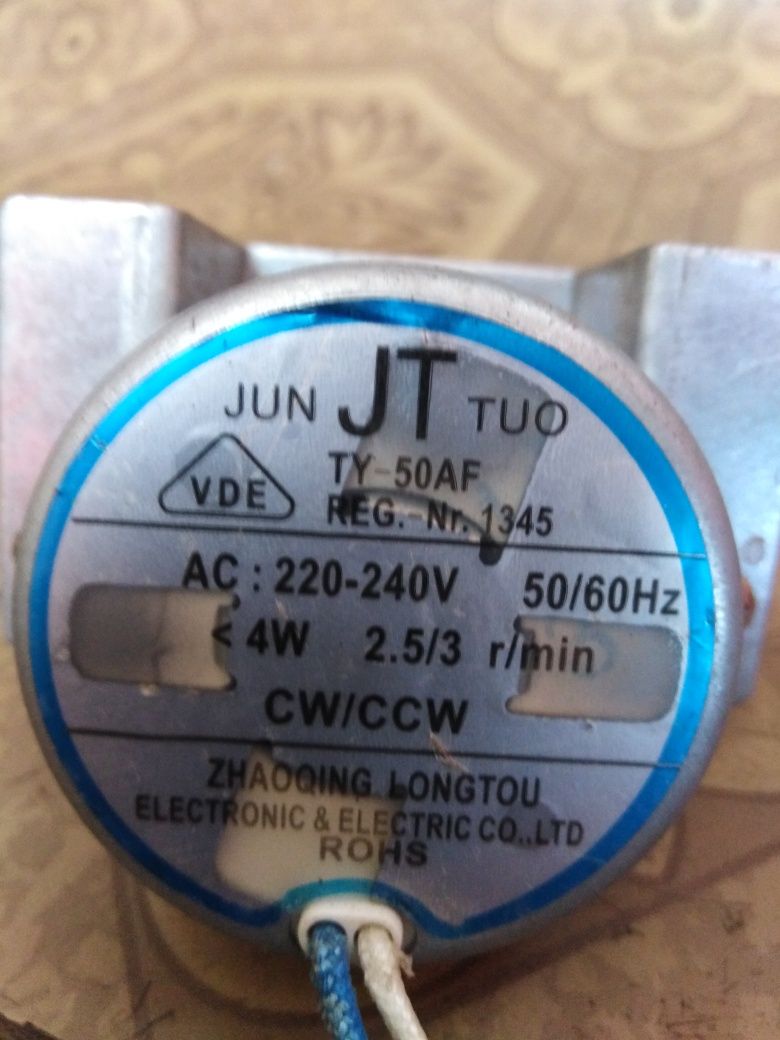 JUN JT TUO
VDE
TY-50AF
REG.-Nr. 1345
AC : 220-240V 50/60Hz
< 4W 2.5/3 r/min
CW/CCW
ZHAOQING LONGTOU
ELECTRONIC & ELECTRIC CO.,LTD
ROHS